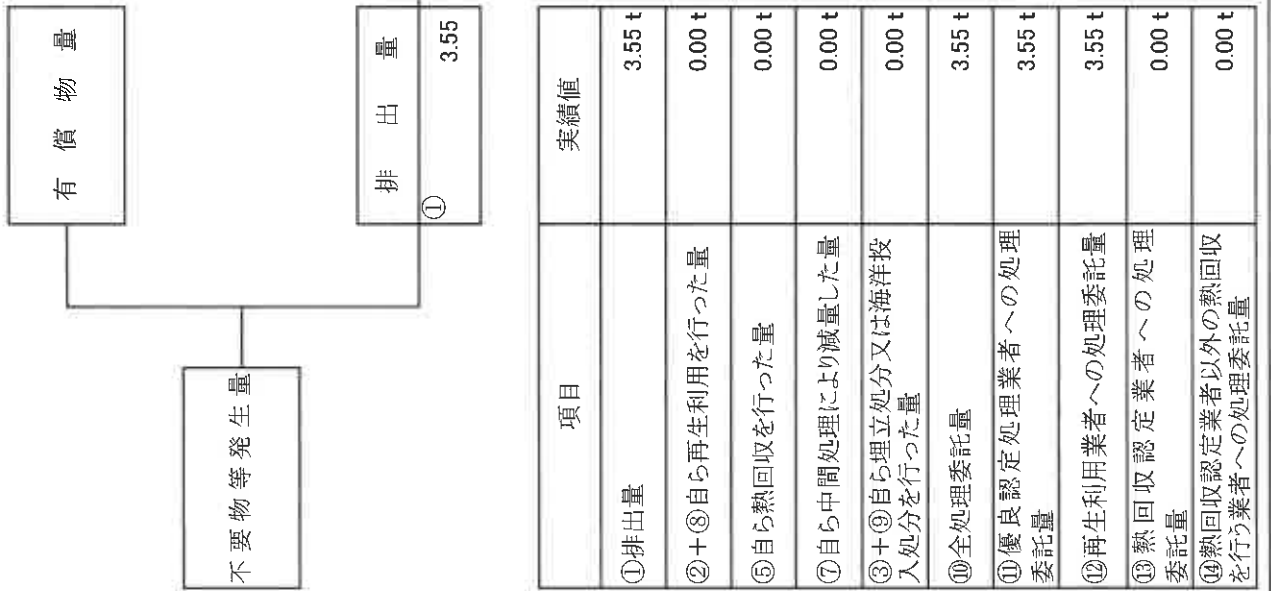 不要物等発生量
有償物量
排出量
① 3.55
項目 実績値
①排出量 3.55 t
②+⑧自ら再生利用を行った量 0.00 t
⑤自ら熱回収を行った量 0.00 t
⑦自ら中間処理により減量した量 0.00 t
③+⑨自ら埋立処分又は海洋投
入処分を行った量 0.00 t
⑩全処理委託量 3.55 t
⑪優良認定処理業者への処理
委託量 3.55 t
⑫再生利用業者への処理委託量 3.55 t
⑬熱回収認定業者への処理
委託量 0.00 t
⑭熱回収認定業者以外の熱回収
を行う業者への処理委託量 0.00 t